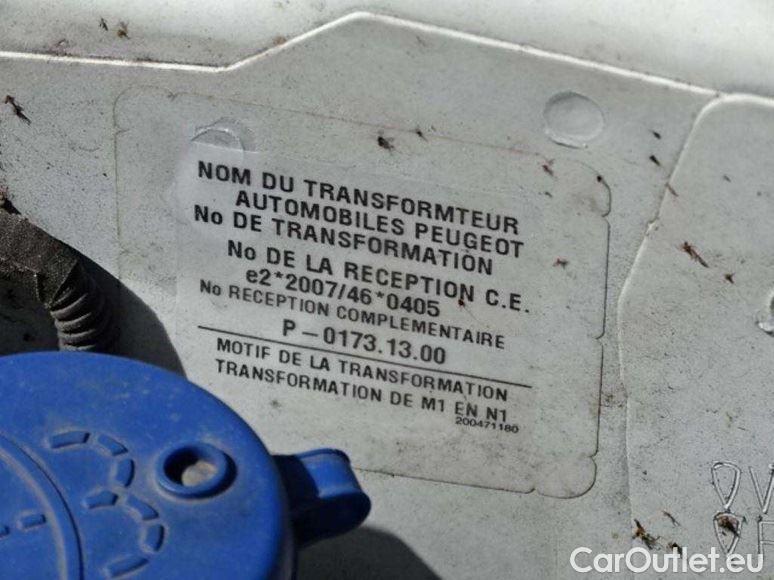 NOM DU TRANSFORMTEUR
AUTOMOBILES PEUGEOT
No DE TRANSFORMATION
No DE LA RECEPTION C.E.
e2*2007/46*0405
No RECEPTION COMPLEMENTAIRE
P-0173.13.00
MOTIF DE LA TRANSFORMATION
TRANSFORMATION DE M1 EN N1
200471180
CarOutlet.eu